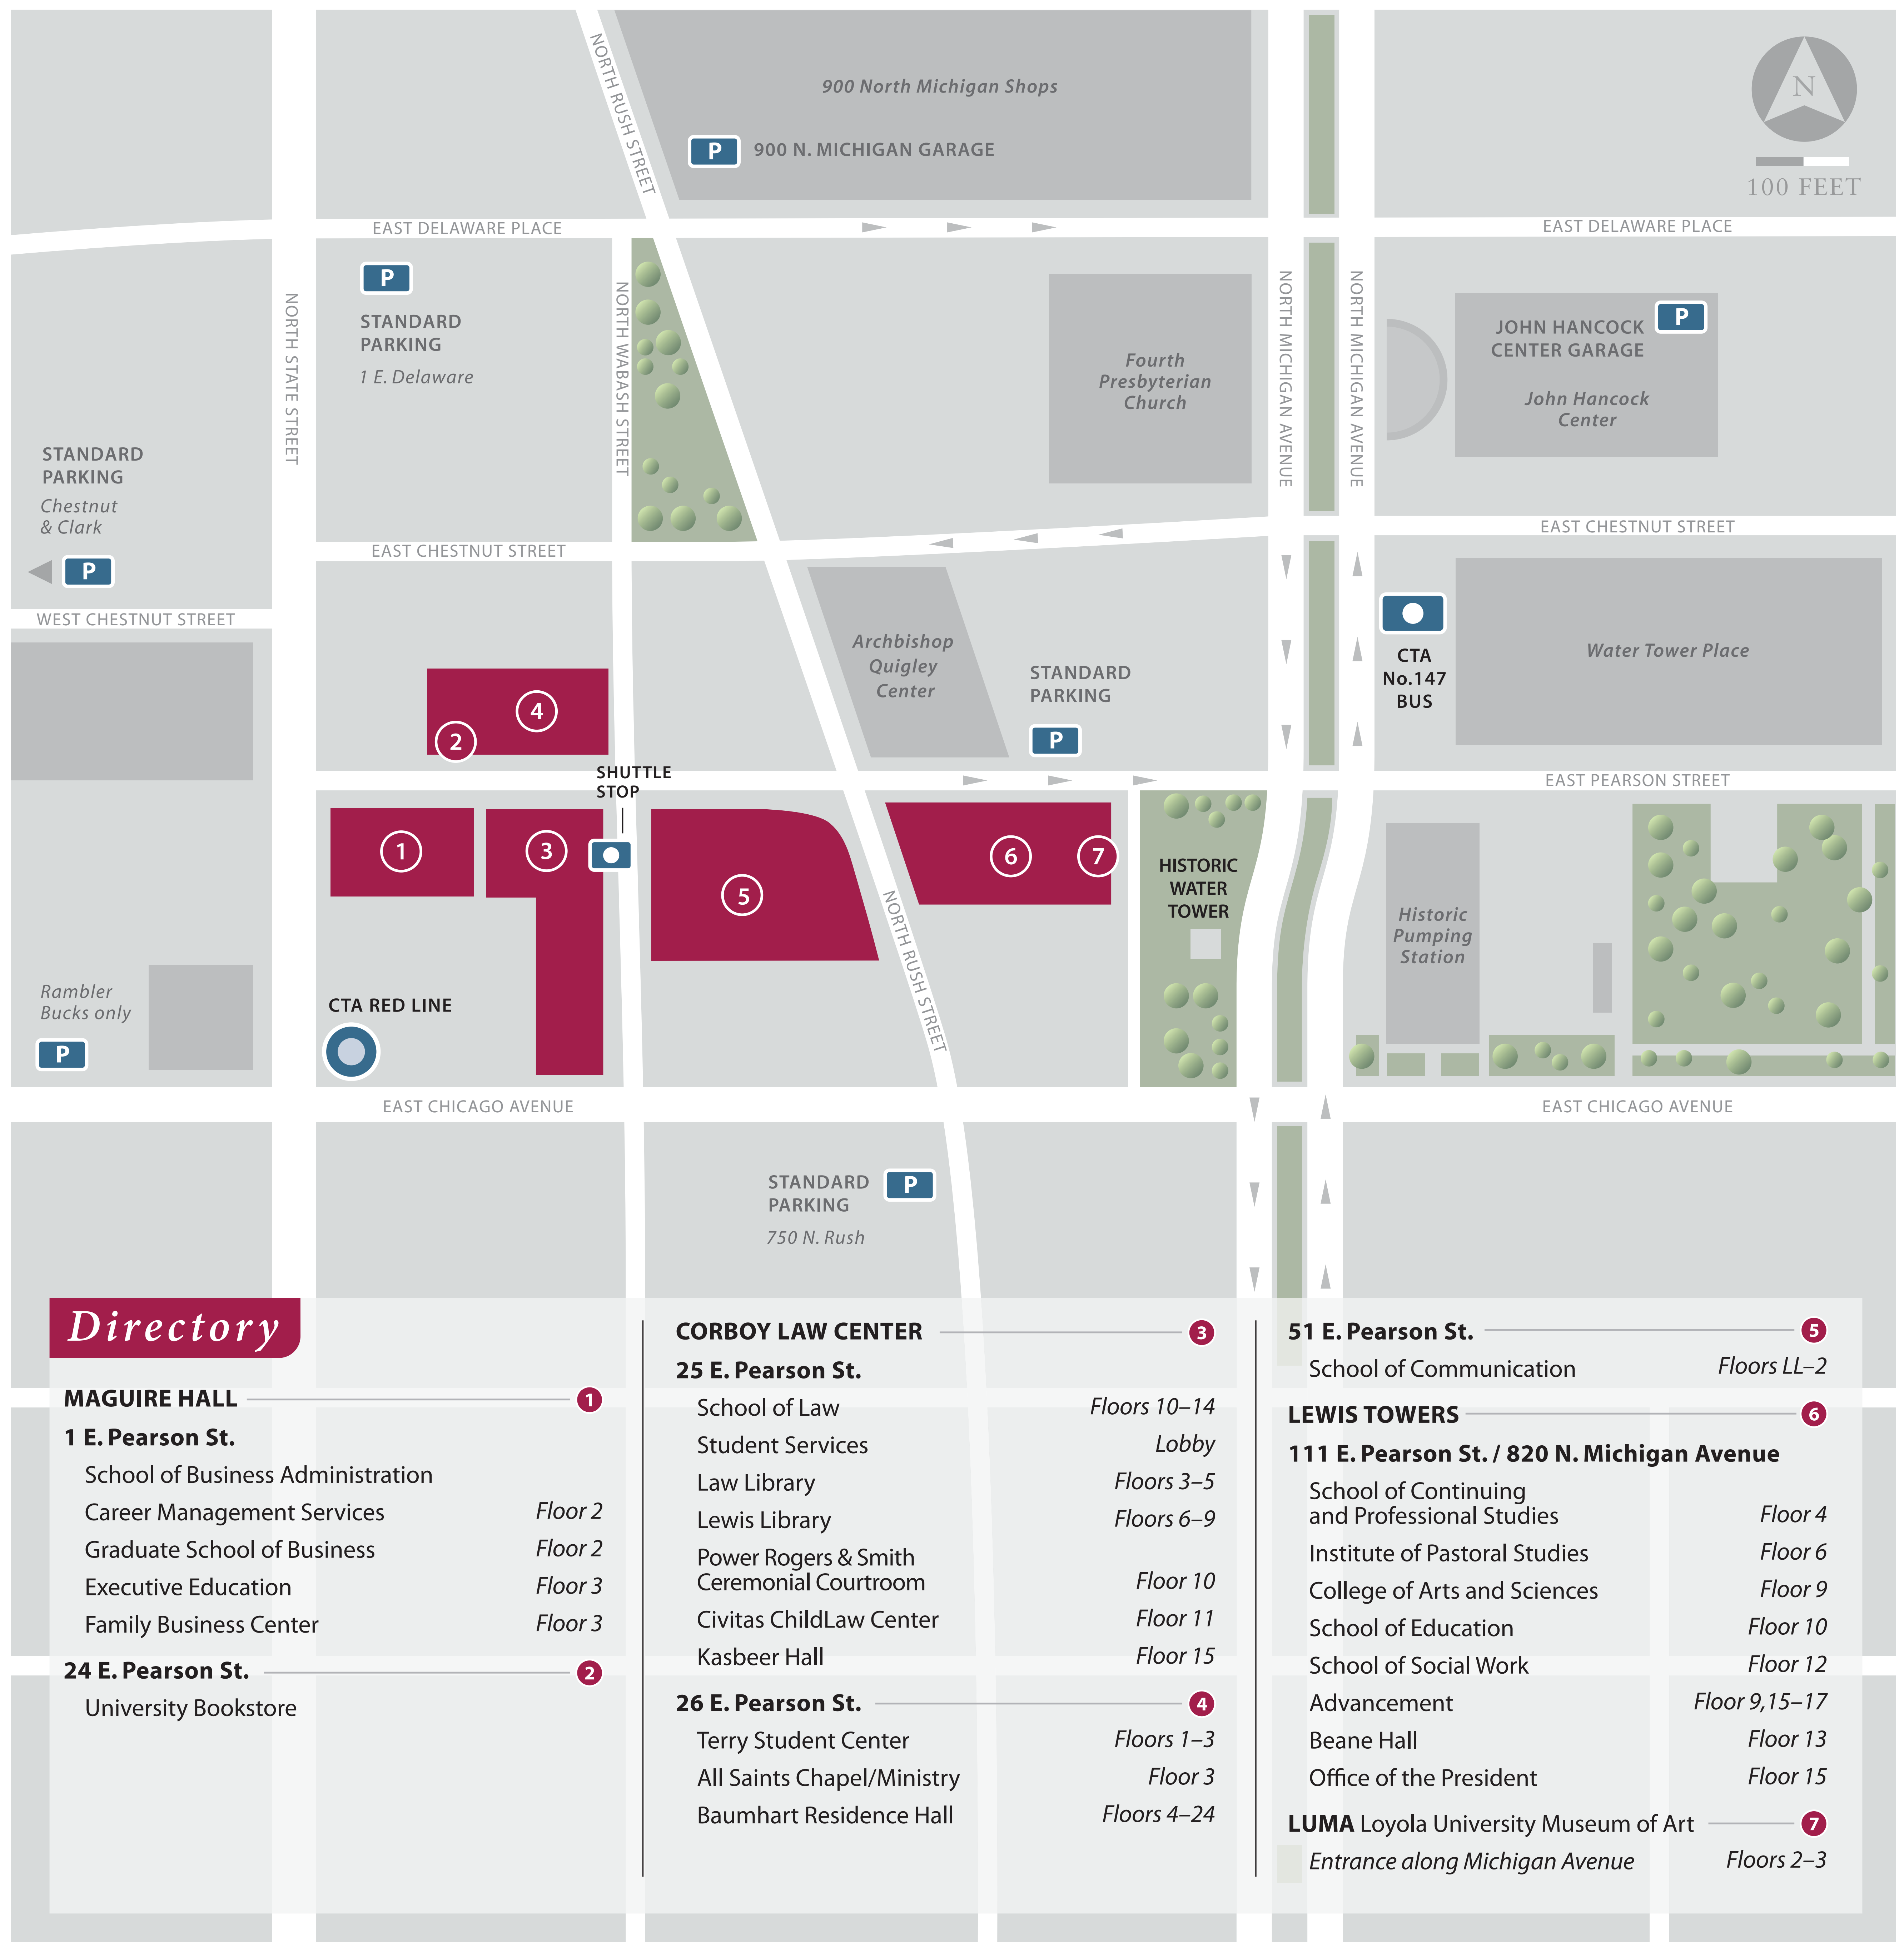 900 North Michigan Shops
P 900 N. MICHIGAN GARAGE
N
100 FEET
NORTH RUSH STREET
EAST DELAWARE PLACE
EAST DELAWARE PLACE
P
STANDARD
PARKING
1 E. Delaware
NORTH STATE STREET
NORTH WABASH STREET
Fourth
Presbyterian
Church
NORTH MICHIGAN AVENUE
NORTH MICHIGAN AVENUE
JOHN HANCOCK
CENTER GARAGE
P
John Hancock
Center
STANDARD
PARKING
Chestnut
& Clark
P
EAST CHESTNUT STREET
EAST CHESTNUT STREET
WEST CHESTNUT STREET
Archbishop
Quigley
Center
STANDARD
PARKING
P
CTA
No.147
BUS
Water Tower Place
4
2
SHUTTLE
STOP
EAST PEARSON STREET
1
3
5
6
7
NORTH RUSH STREET
HISTORIC
WATER
TOWER
Historic
Pumping
Station
Rambler
Bucks only
P
CTA RED LINE
EAST CHICAGO AVENUE
EAST CHICAGO AVENUE
STANDARD
PARKING
P
750 N. Rush
Directory
MAGUIRE HALL 1
1 E. Pearson St.
School of Business Administration
Career Management Services Floor 2
Graduate School of Business Floor 2
Executive Education Floor 3
Family Business Center Floor 3
24 E. Pearson St. 2
University Bookstore
CORBOY LAW CENTER 3
25 E. Pearson St.
School of Law Floors 10–14
Student Services Lobby
Law Library Floors 3–5
Lewis Library Floors 6–9
Power Rogers & Smith
Ceremonial Courtroom Floor 10
Civitas ChildLaw Center Floor 11
Kasbeer Hall Floor 15
26 E. Pearson St. 4
Terry Student Center Floors 1–3
All Saints Chapel/Ministry Floor 3
Baumhart Residence Hall Floors 4–24
51 E. Pearson St. 5
School of Communication Floors LL–2
LEWIS TOWERS 6
111 E. Pearson St. / 820 N. Michigan Avenue
School of Continuing
and Professional Studies Floor 4
Institute of Pastoral Studies Floor 6
College of Arts and Sciences Floor 9
School of Education Floor 10
School of Social Work Floor 12
Advancement Floor 9,15–17
Beane Hall Floor 13
Office of the President Floor 15
LUMA Loyola University Museum of Art 7
Entrance along Michigan Avenue Floors 2–3